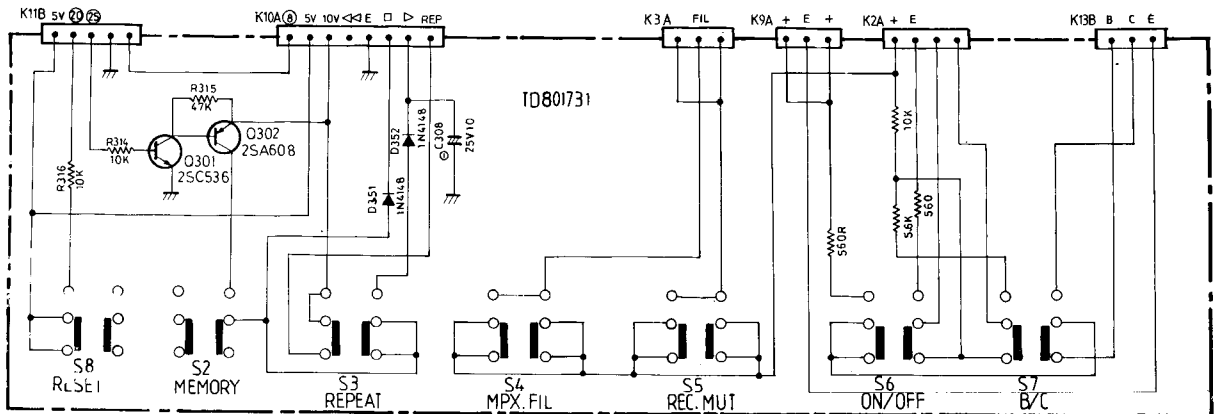 K11B 5V 20 25
K10A 8 5V 10V ◁◁ E □ ▷ REP
K3A FIL
K9A + E +
K2A + E
K13B B C E
R315
47K
TD801731
Q302
2SA608
R314
10K
Q301
2SC536
R316
10K
D351
1N4148
D352
1N4148
C308
25V10
10K
5.6K
560
560R
S8
RESET
S2
MEMORY
S3
REPEAT
S4
MPX.FIL
S5
REC.MUT
S6
ON/OFF
S7
B/C